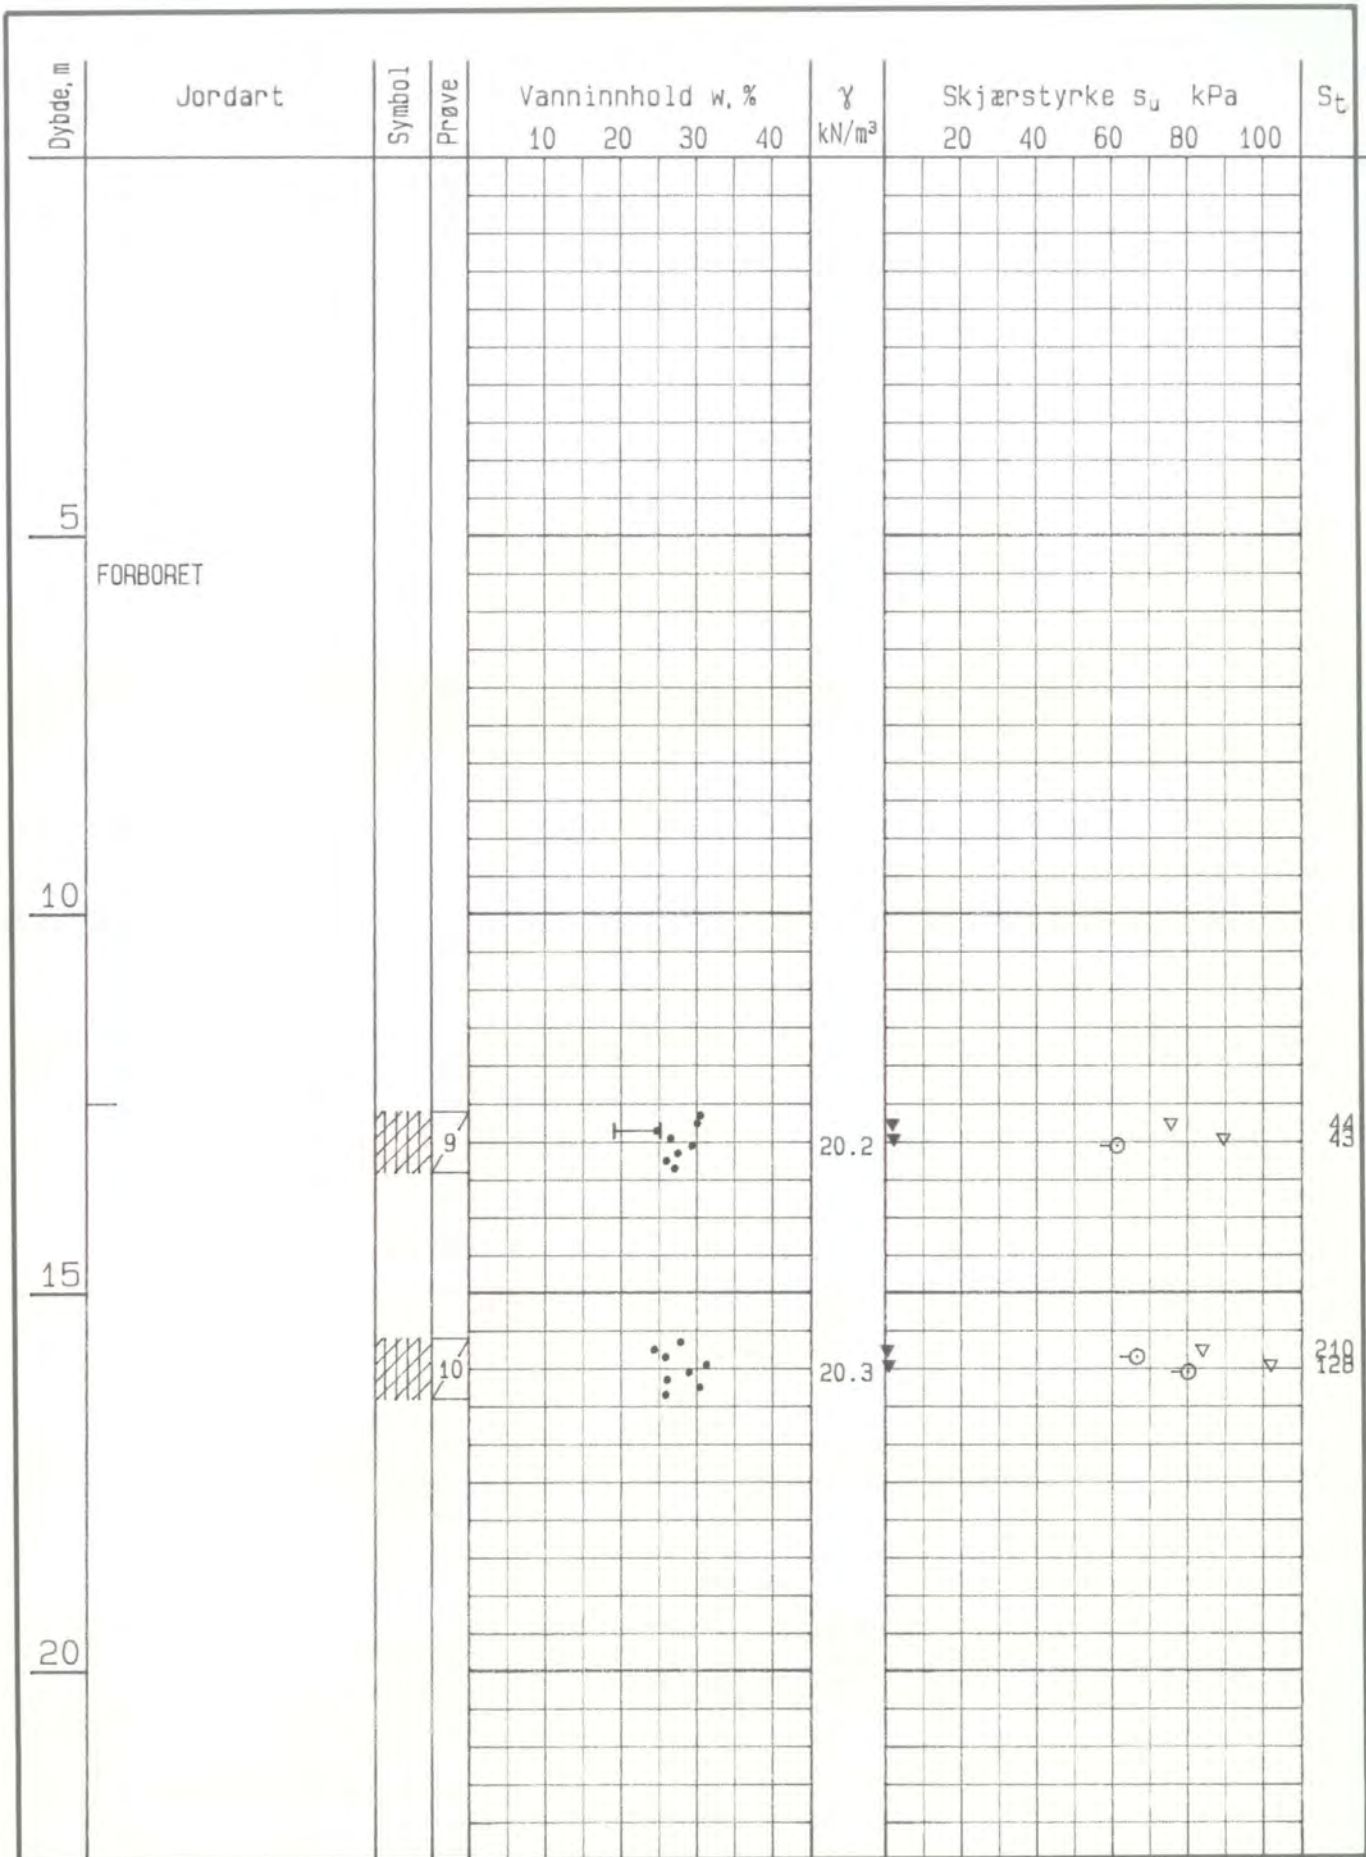 Dybde, m Jordart Symbol Prøve Vanninnhold w, % γ kN/m³ Skjærstyrke su kPa St
10 20 30 40 20 40 60 80 100
5
FORBORET
10
44
9 20.2 43
15
210
10 20.3 128
20